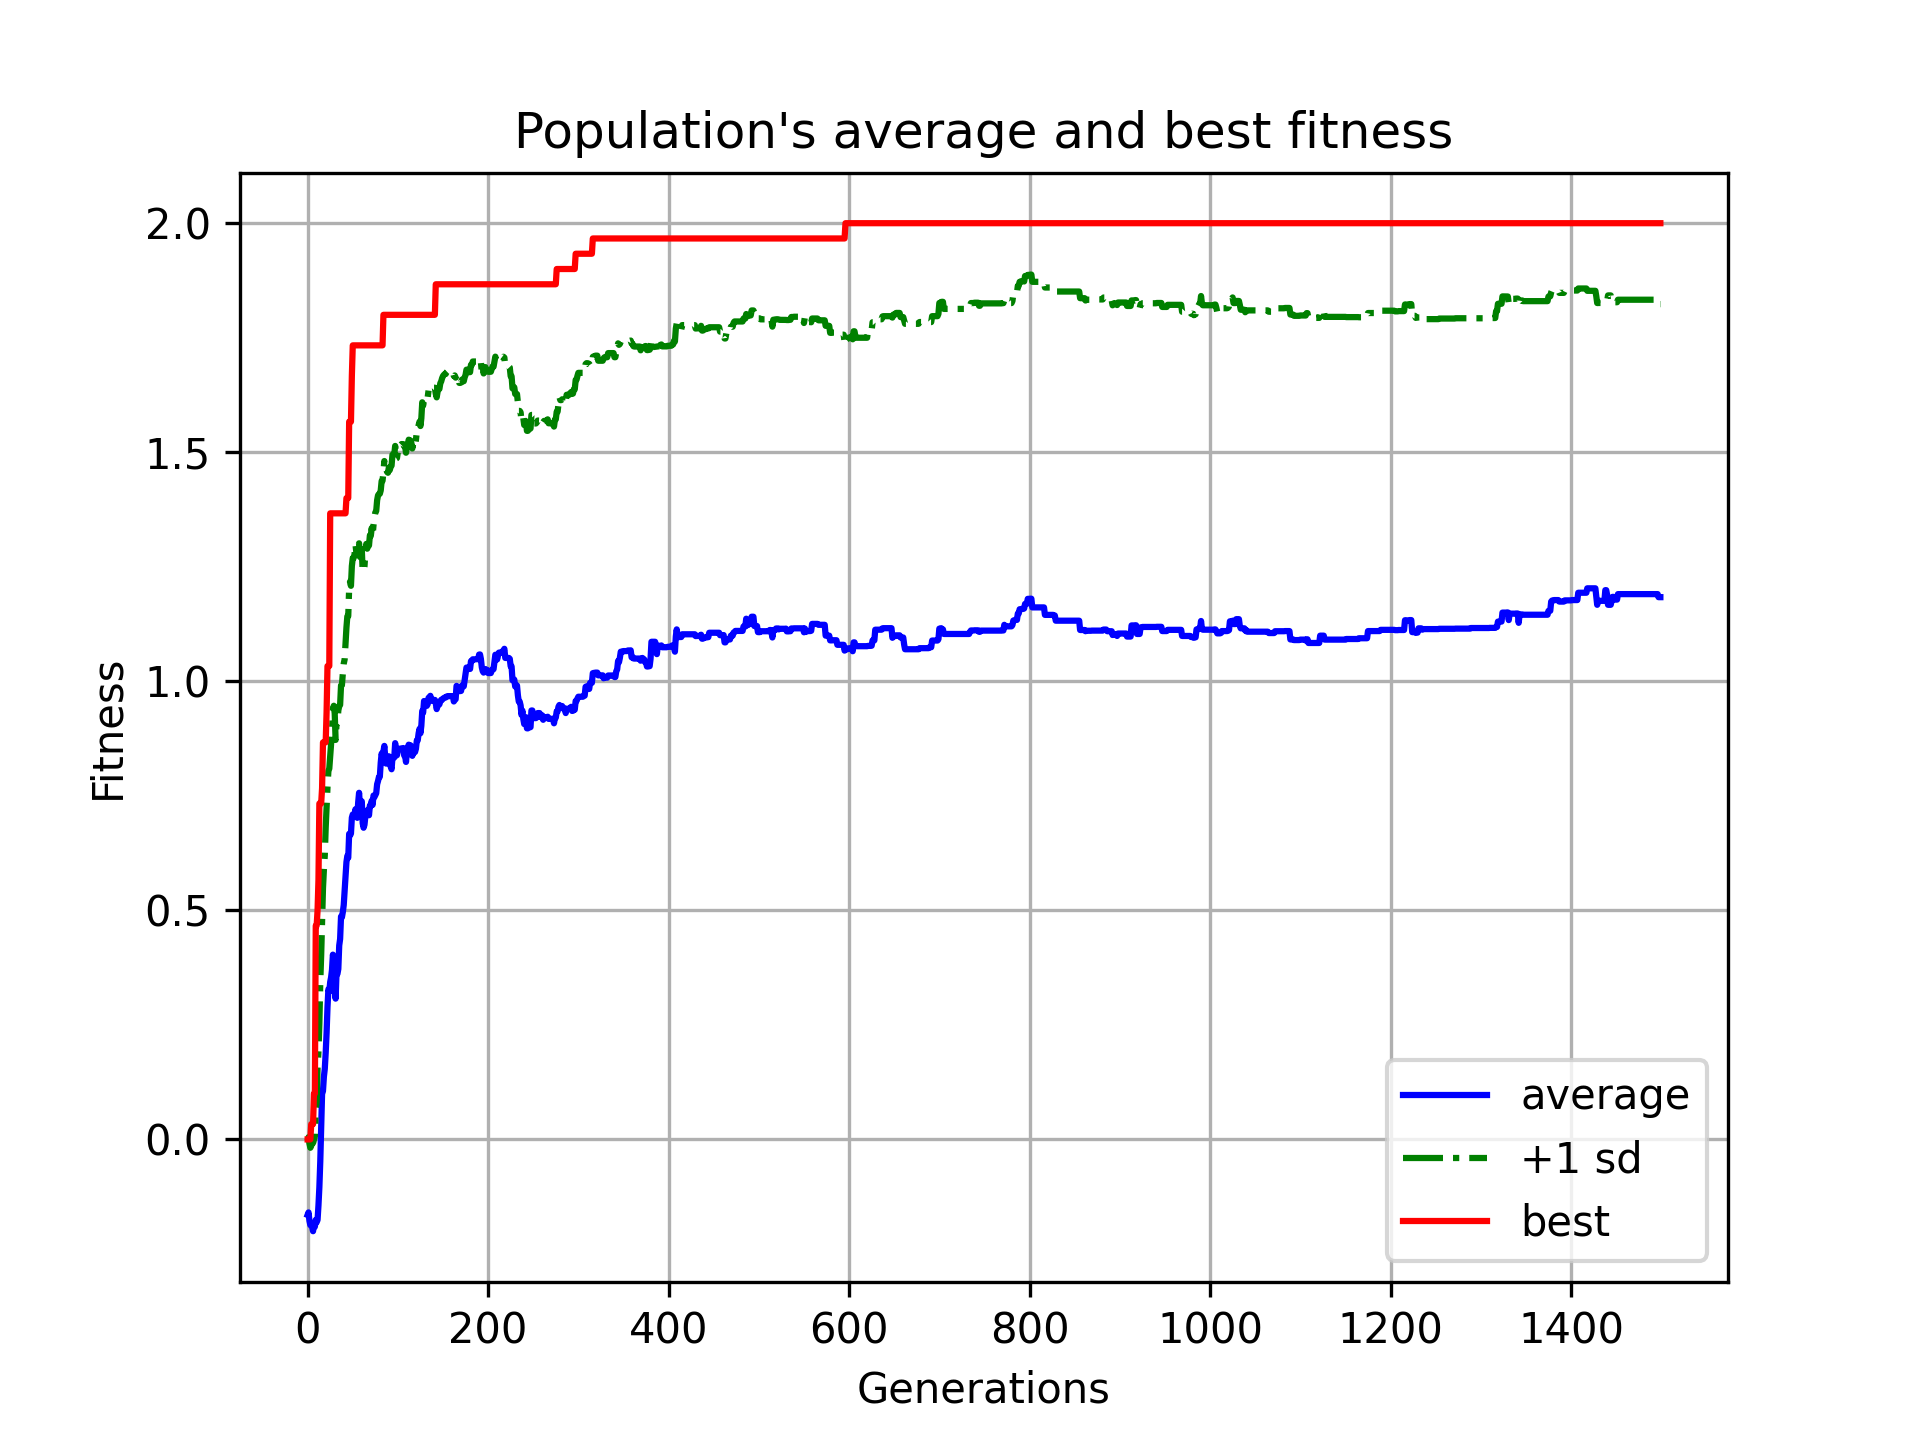 Population's average and best fitness
2.0
1.5
1.0
0.5
0.0
Fitness
average
+1 sd
best
0 200 400 600 800 1000 1200 1400
Generations